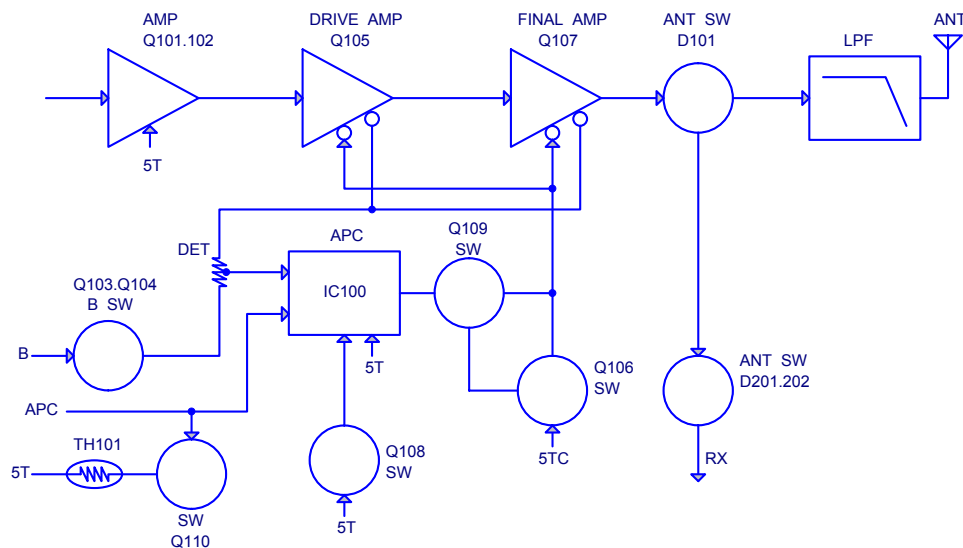 AMP
Q101.102
DRIVE AMP
Q105
FINAL AMP
Q107
ANT SW
D101
LPF
ANT
5T
DET
APC
IC100
Q109
SW
Q103.Q104
B SW
B
5T
Q106
SW
ANT SW
D201.202
APC
TH101
5T
SW
Q110
Q108
SW
5T
5TC
RX